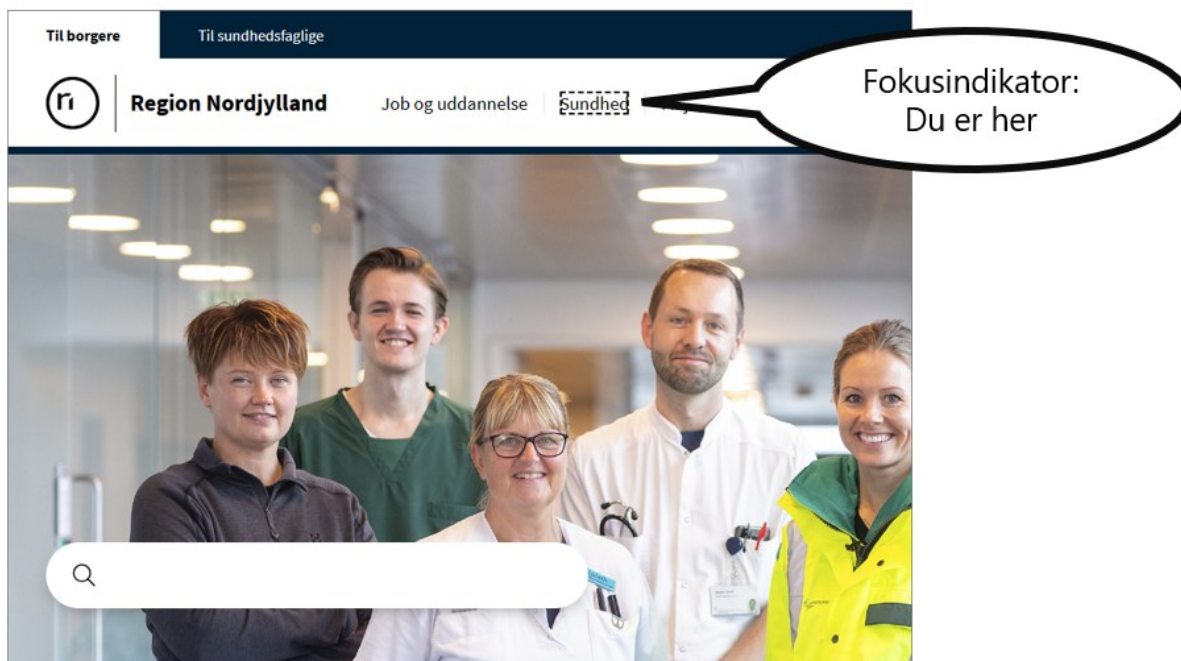 Til borgere Til sundhedsfaglige
Region Nordjylland Job og uddannelse Sundhed
Fokusindikator:
Du er her